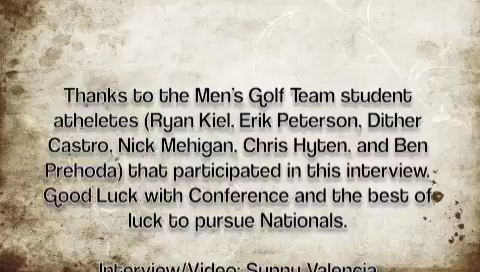 Thanks to the Men's Golf Team student
atheletes (Ryan Kiel, Erik Peterson, Dither
Castro, Nick Mehigan, Chris Hyten, and Ben
Prehoda) that participated in this interview.
Good Luck with Conference and the best of
luck to pursue Nationals.
Interview/Video: Sunny Valencia